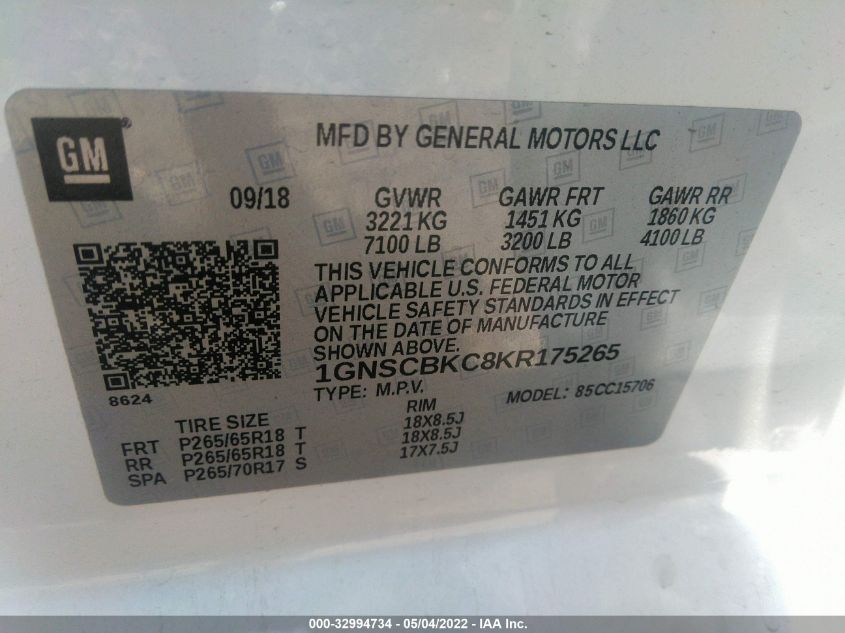 GM
MFD BY GENERAL MOTORS LLC
09/18 GVWR GAWR FRT GAWR RR
3221 KG 1451 KG 1860 KG
7100 LB 3200 LB 4100 LB
THIS VEHICLE CONFORMS TO ALL
APPLICABLE U.S. FEDERAL MOTOR
VEHICLE SAFETY STANDARDS IN EFFECT
ON THE DATE OF MANUFACTURE
SHOWN ABOVE.
1GNSCBKC8KR175265
8624 TYPE: M.P.V. MODEL: 85CC15706
TIRE SIZE RIM
FRT P265/65R18 T 18X8.5J
RR P265/65R18 T 18X8.5J
SPA P265/70R17 S 17X7.5J
000-32994734 - 05/04/2022 - IAA Inc.